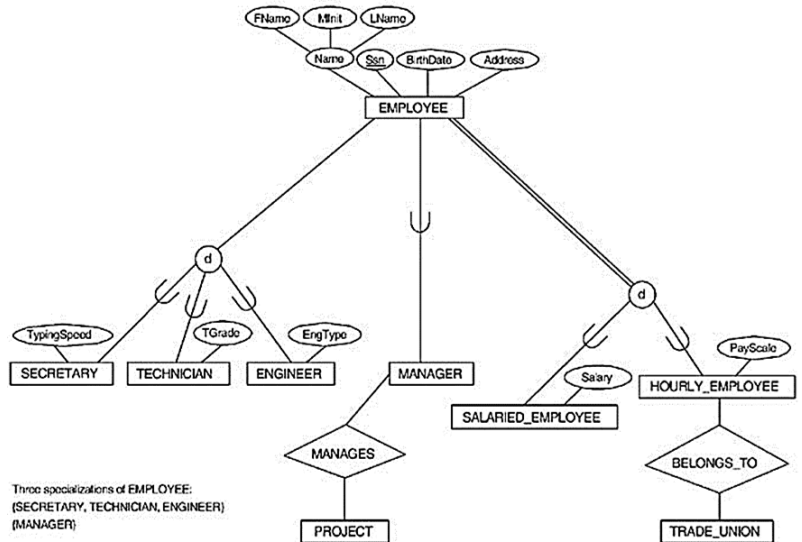 FName MInit LName
Name Ssn BirthDate Address
EMPLOYEE
d
d
TypingSpeed TGrade EngType
SECRETARY TECHNICIAN ENGINEER MANAGER
Salary PayScale
SALARIED_EMPLOYEE HOURLY_EMPLOYEE
MANAGES BELONGS_TO
PROJECT TRADE_UNION
Three specializations of EMPLOYEE:
{SECRETARY, TECHNICIAN, ENGINEER}
{MANAGER}